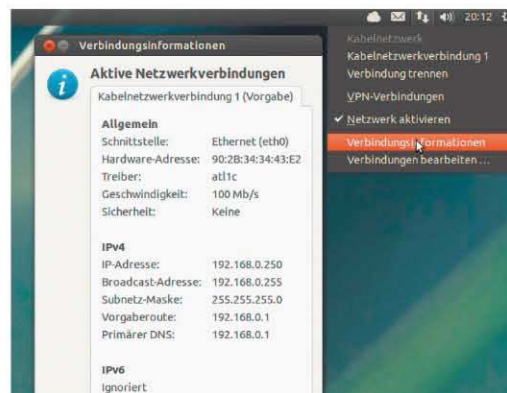 20:12
Verbindungsinformationen
Aktive Netzwerkverbindungen
Kabelnetzwerkverbindung 1 (Vorgabe)
Allgemein
Schnittstelle: Ethernet (eth0)
Hardware-Adresse: 90:2B:34:34:43:E2
Treiber: atl1c
Geschwindigkeit: 100 Mb/s
Sicherheit: Keine
IPv4
IP-Adresse: 192.168.0.250
Broadcast-Adresse: 192.168.0.255
Subnetz-Maske: 255.255.255.0
Vorgaberoute: 192.168.0.1
Primärer DNS: 192.168.0.1
IPv6
Ignoriert
Kabelnetzwerk
Kabelnetzwerkverbindung 1
Verbindung trennen
VPN-Verbindungen
Netzwerk aktivieren
Verbindungsinformationen
Verbindungen bearbeiten ...